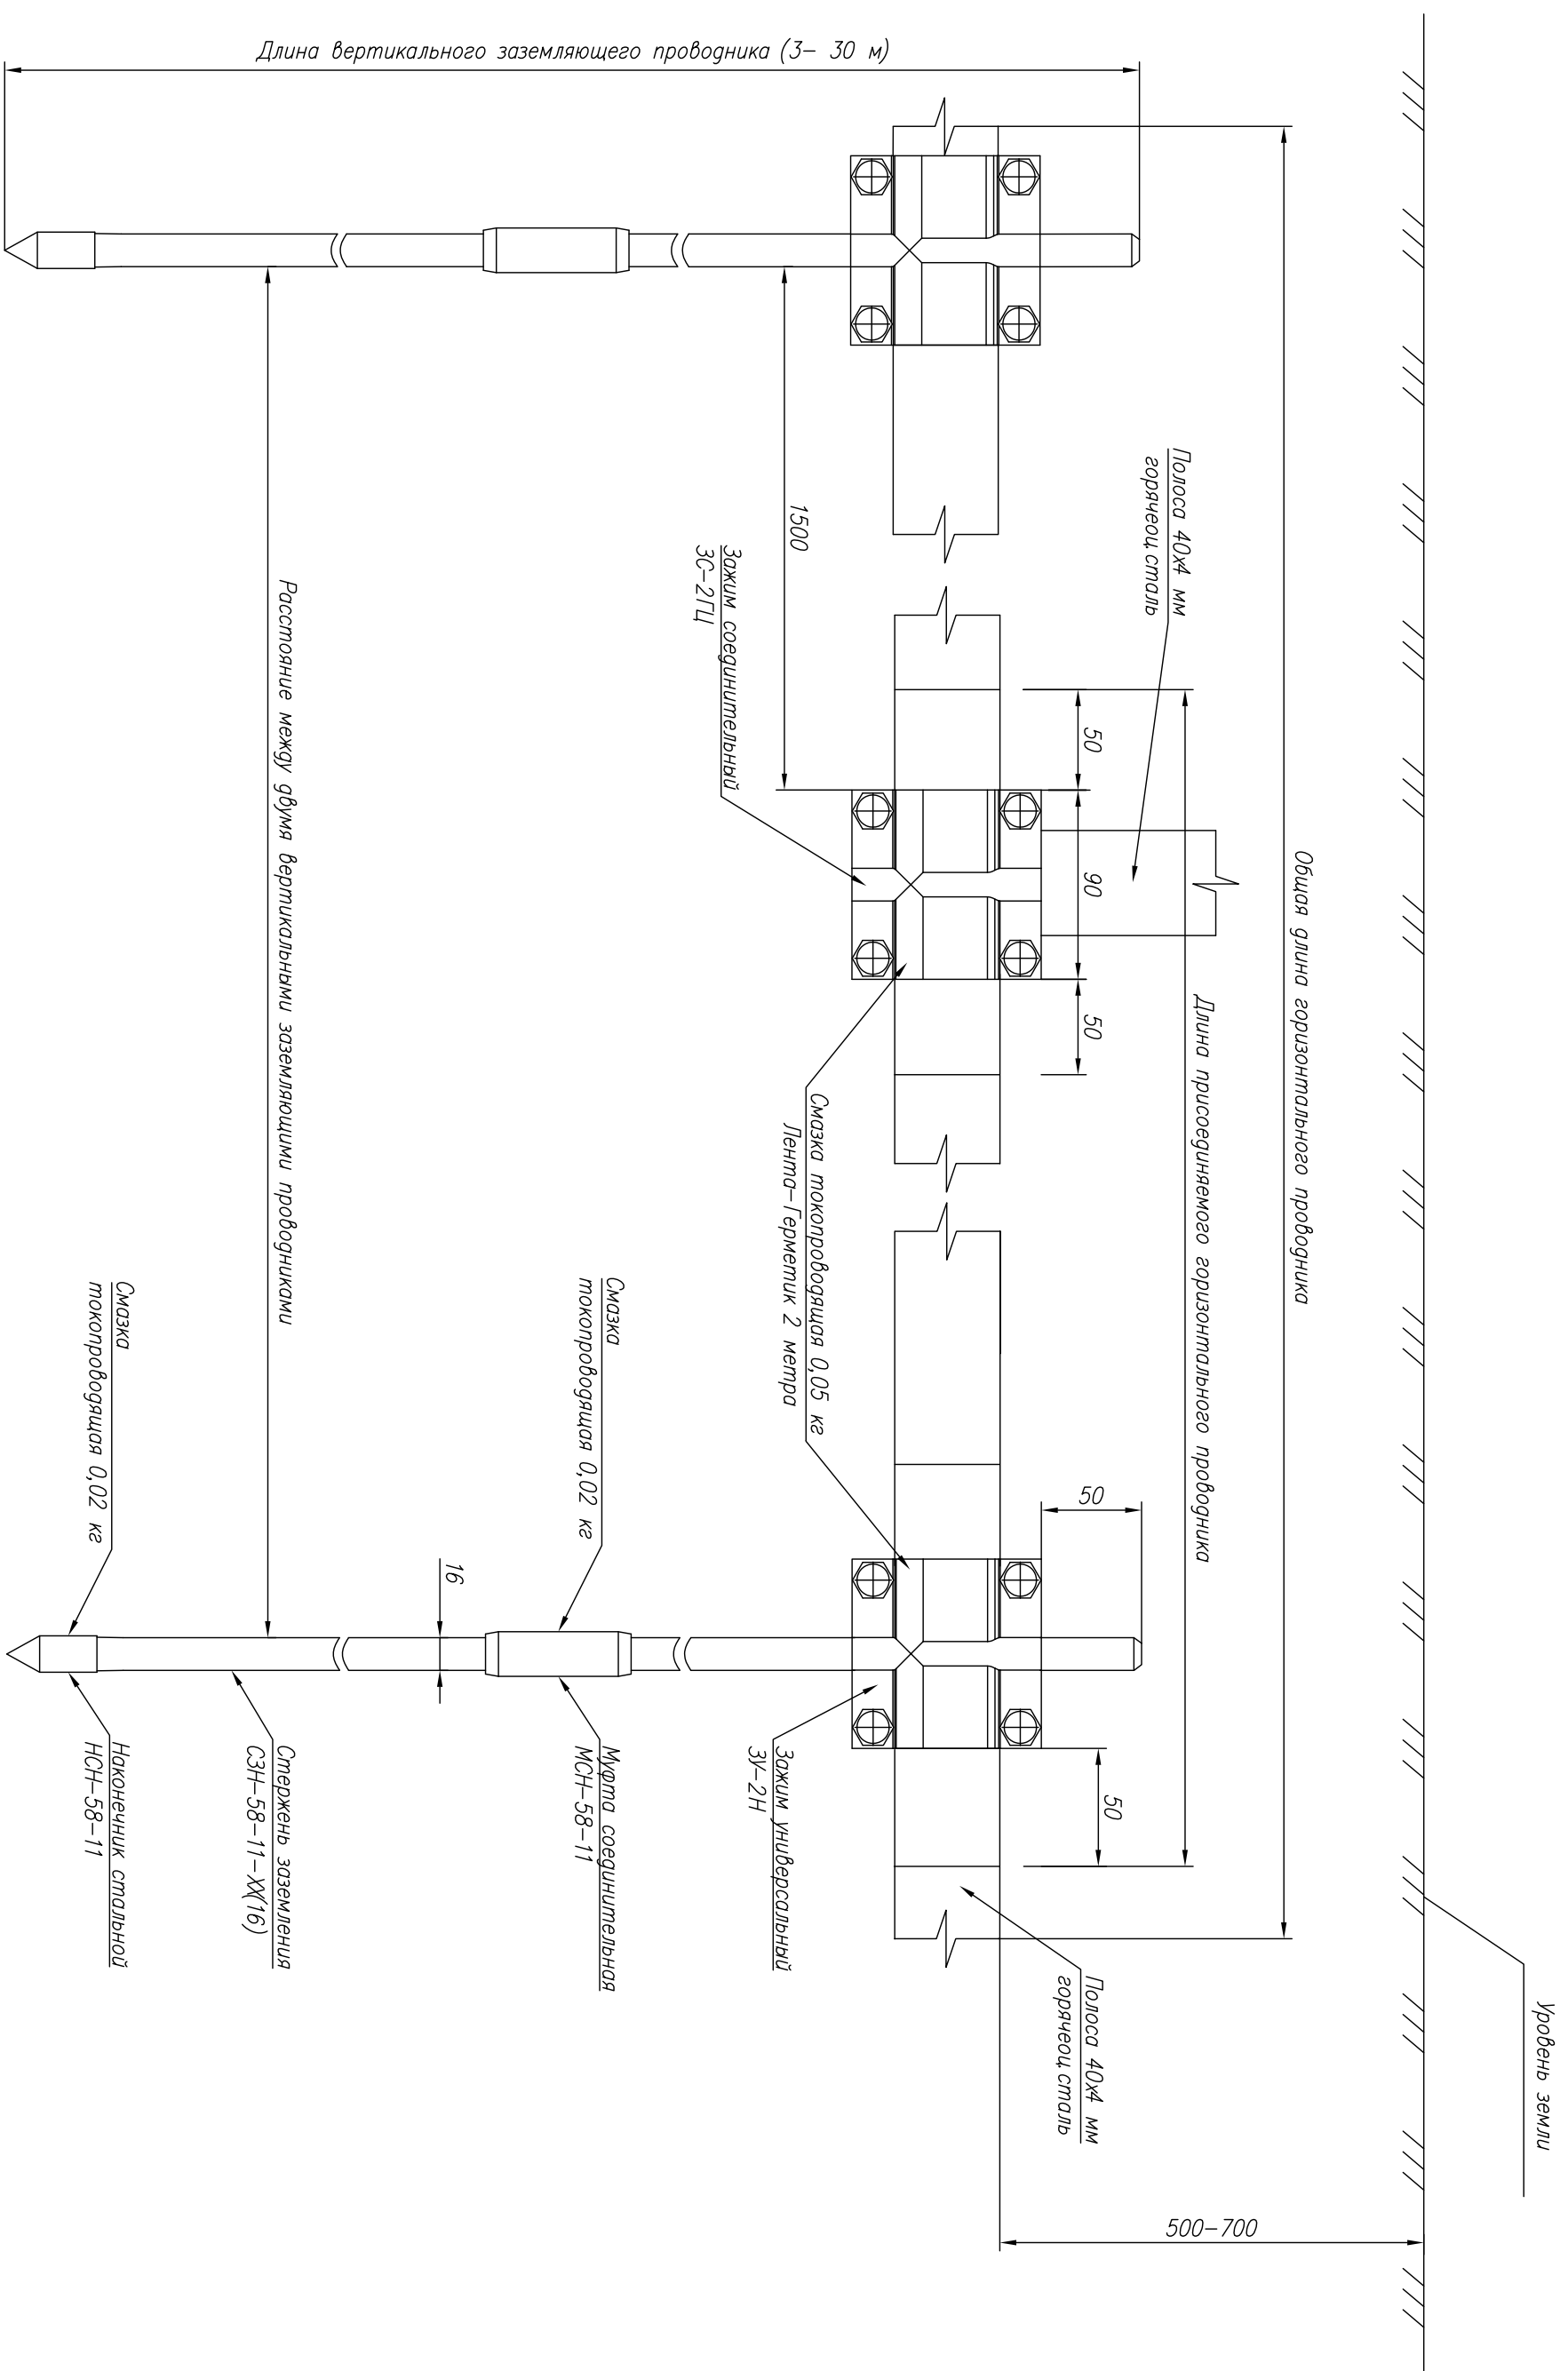 Уровень земли
500-700
Общая длина горизонтального проводника
Длина присоединяемого горизонтального проводника
Полоса 40х4 мм
горячеоц.сталь
Полоса 40х4 мм
горячеоц.сталь
50
90
50
50
50
Длина вертикального заземляющего проводника (3- 30 м)
1500
Зажим соединительный
ЗС-2ГЦ
Смазка токопроводящая 0,05 кг
Лента-Герметик 2 метра
Зажим универсальный
ЗУ-2Н
Смазка
токопроводящая 0,02 кг
Муфта соединительная
МСН-58-11
16
Расстояние между двумя вертикальными заземляющими проводниками
Стержень заземления
СЗН-58-11-ХХ(16)
Смазка
токопроводящая 0,02 кг
Наконечник стальной
НСН-58-11